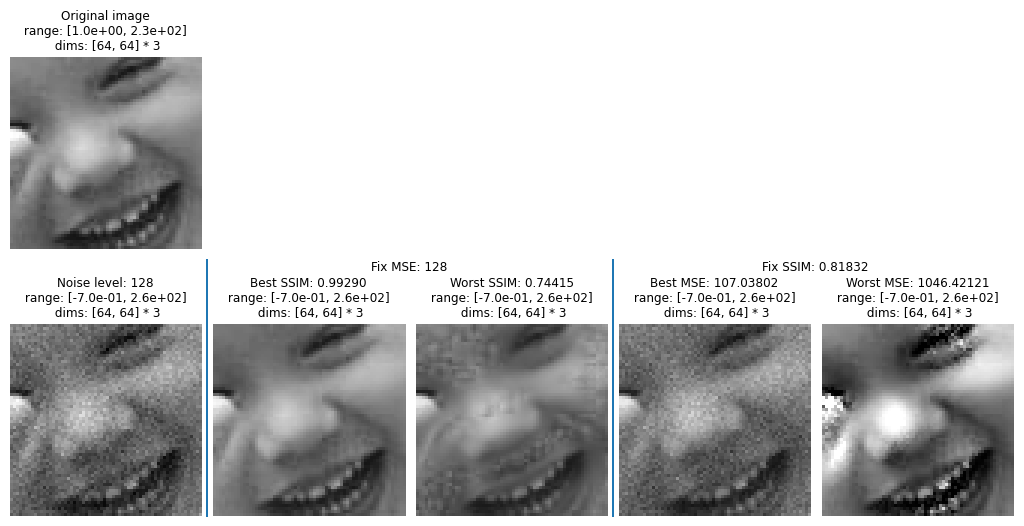 Original image
range: [1.0e+00, 2.3e+02]
dims: [64, 64] * 3
Fix MSE: 128
Fix SSIM: 0.81832
Noise level: 128
range: [-7.0e-01, 2.6e+02]
dims: [64, 64] * 3
Best SSIM: 0.99290
range: [-7.0e-01, 2.6e+02]
dims: [64, 64] * 3
Worst SSIM: 0.74415
range: [-7.0e-01, 2.6e+02]
dims: [64, 64] * 3
Best MSE: 107.03802
range: [-7.0e-01, 2.6e+02]
dims: [64, 64] * 3
Worst MSE: 1046.42121
range: [-7.0e-01, 2.6e+02]
dims: [64, 64] * 3